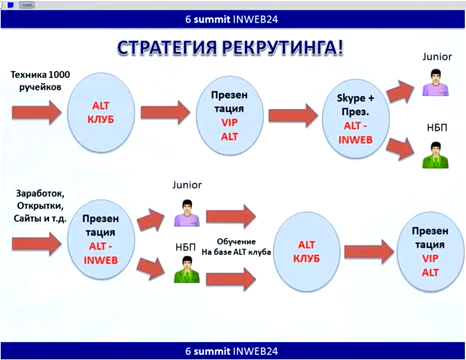 6 summit INWEB24
СТРАТЕГИЯ РЕКРУТИНГА!
Техника 1000
ручейков
ALT
КЛУБ
Презен
тация
VIP
ALT
Skype +
През.
ALT -
INWEB
Junior
НБП
Заработок,
Открытки,
Сайты и т.д.
Презен
тация
ALT -
INWEB
Junior
НБП
Обучение
На базе ALT клуба
ALT
КЛУБ
Презен
тация
VIP
ALT
6 summit INWEB24